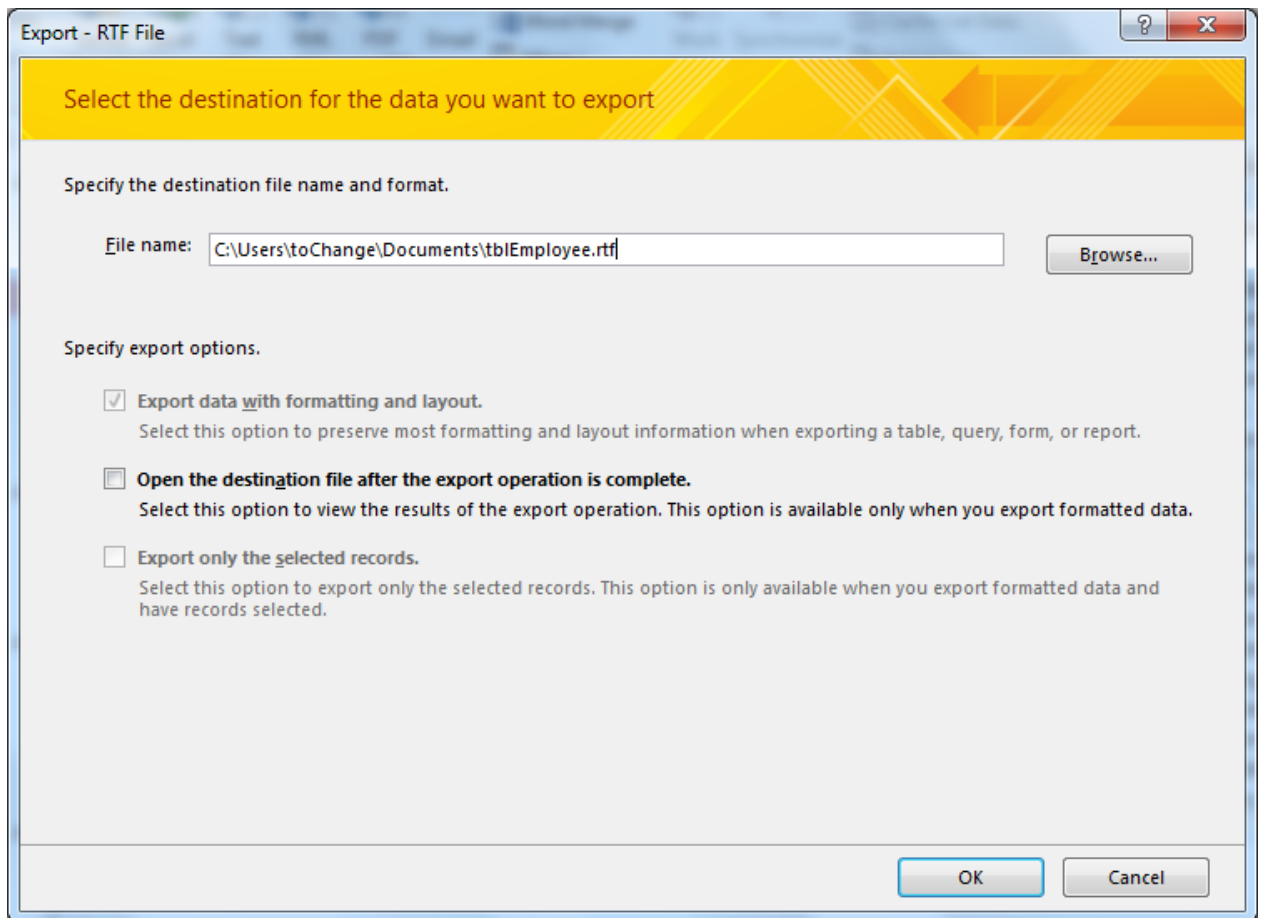 Export - RTF File
Select the destination for the data you want to export
Specify the destination file name and format.
File name: C:\Users\toChange\Documents\tblEmployee.rtf Browse...
Specify export options.
Export data with formatting and layout.
Select this option to preserve most formatting and layout information when exporting a table, query, form, or report.
Open the destination file after the export operation is complete.
Select this option to view the results of the export operation. This option is available only when you export formatted data.
Export only the selected records.
Select this option to export only the selected records. This option is only available when you export formatted data and
have records selected.
OK Cancel